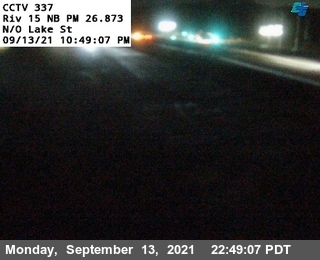 CCTV 337
Riv 15 NB PM 26.873
N/O Lake St
09/13/21 10:49:07 PM
Monday, September 13, 2021 22:49:07 PDT